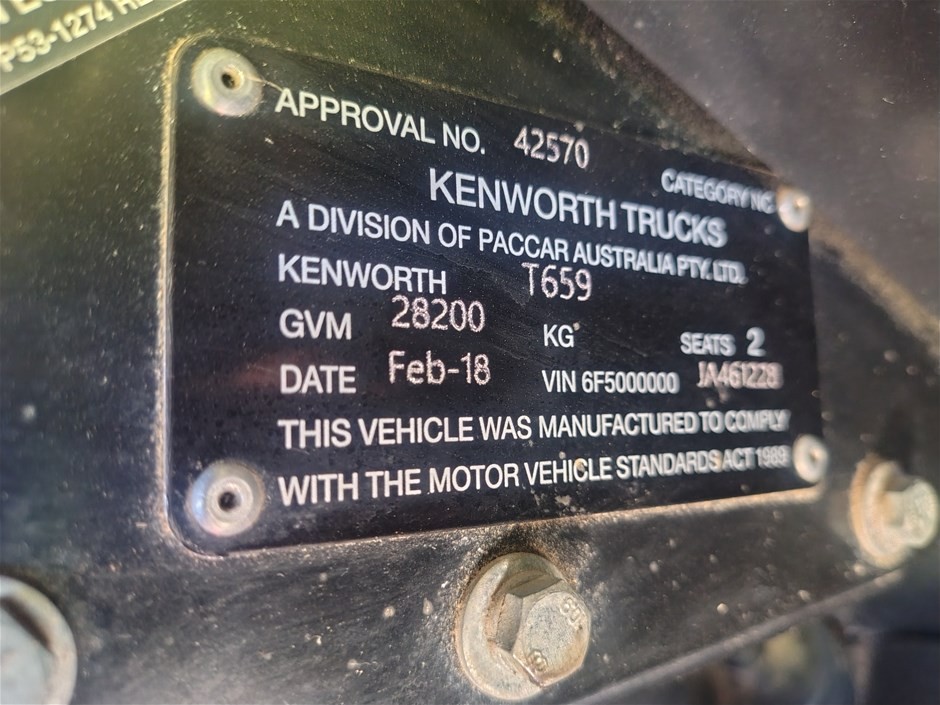 P53-1274
APPROVAL NO. 42570
CATEGORY NC
KENWORTH TRUCKS
A DIVISION OF PACCAR AUSTRALIA PTY. LTD.
KENWORTH T659
GVM 28200 KG SEATS 2
DATE Feb-18 VIN 6F5000000 JA461228
THIS VEHICLE WAS MANUFACTURED TO COMPLY
WITH THE MOTOR VEHICLE STANDARDS ACT 1989